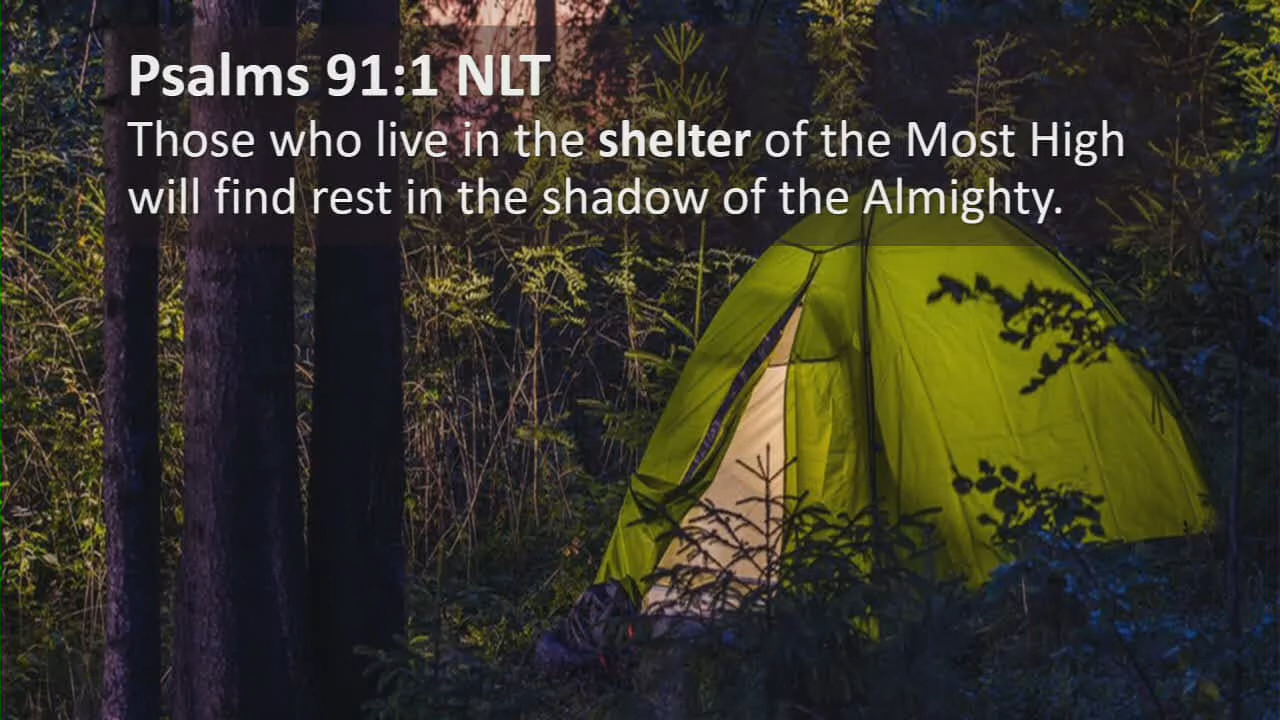 Psalms 91:1 NLT
Those who live in the shelter of the Most High
will find rest in the shadow of the Almighty.